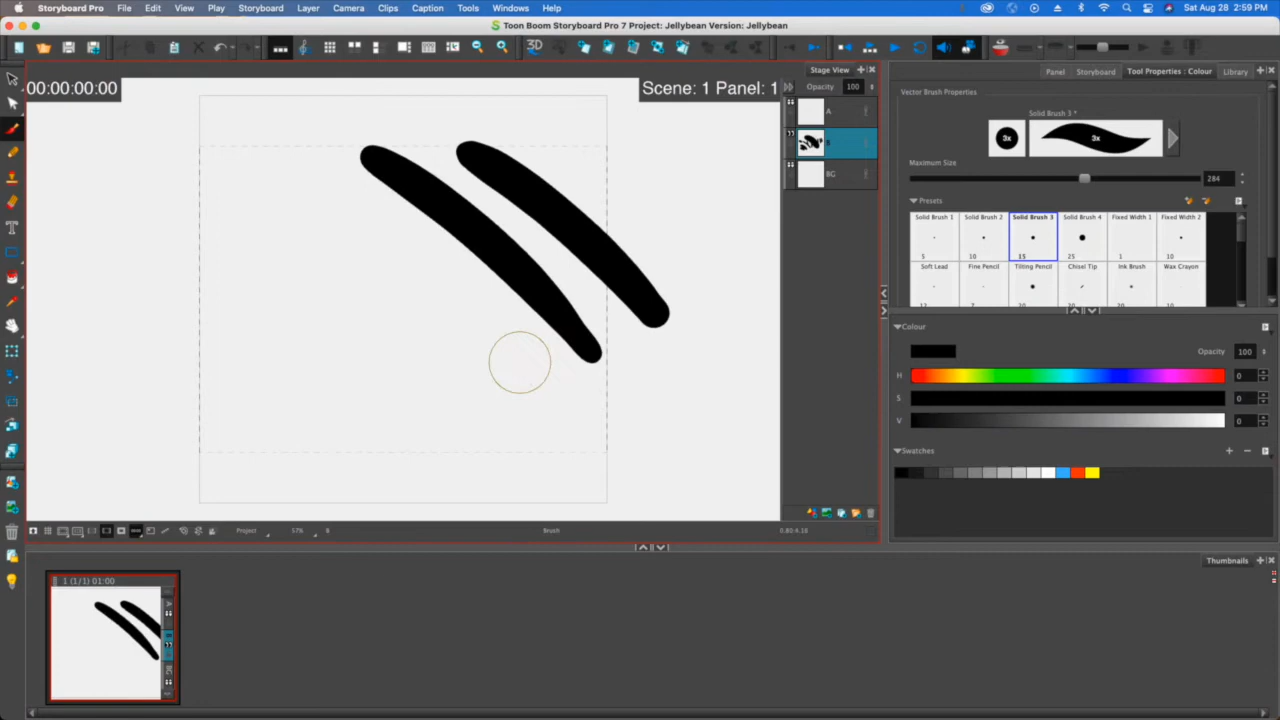 Storyboard Pro File Edit View Play Storyboard Layer Camera Clips Caption Tools Windows Help Sat Aug 28 2:59 PM
Toon Boom Storyboard Pro 7 Project: Jellybean Version: Jellybean
3D
00:00:00:00
Scene: 1 Panel: 1
Stage View
Opacity 100
A
BG
Project 57% Brush
Panel Storyboard Tool Properties : Colour Library
Vector Brush Properties
Solid Brush 3 *
3x 3x
Maximum Size
284
Presets
Solid Brush 1 Solid Brush 2 Solid Brush 3 Solid Brush 4 Fixed Width 1 Fixed Width 2
5 10 15 25 1 10
Soft Lead Fine Pencil Tilting Pencil Chisel Tip Ink Brush Wax Crayon
Colour
Opacity 100
H 0
S 0
V 0
Swatches
Thumbnails
1 (1/1) 01:00
A
BG